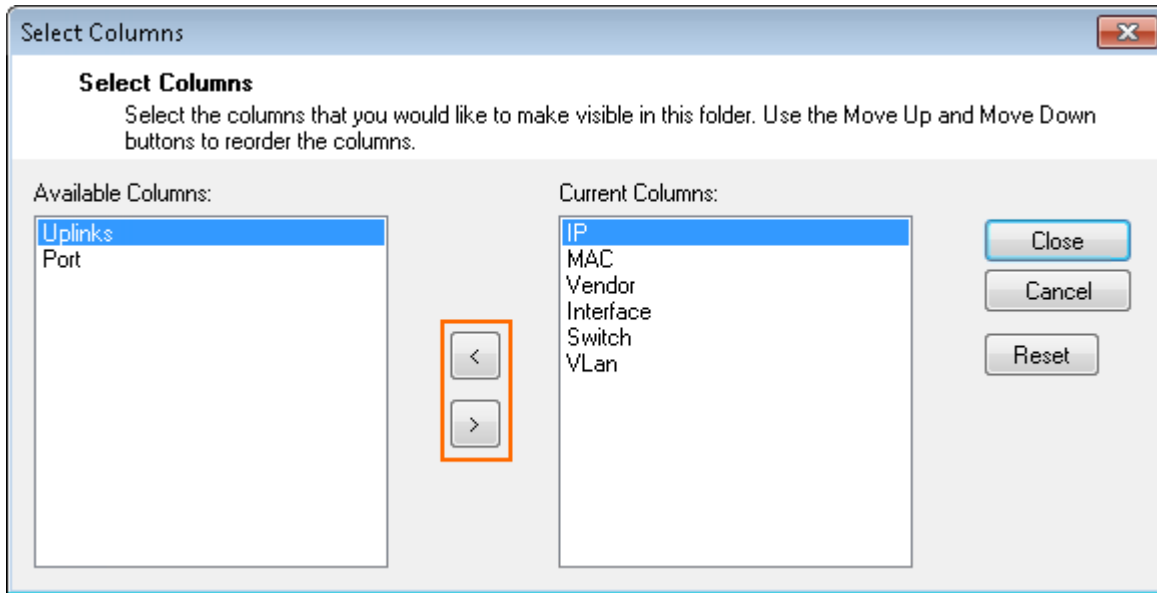 Select Columns
Select Columns
Select the columns that you would like to make visible in this folder. Use the Move Up and Move Down
buttons to reorder the columns.
Available Columns:
Uplinks
Port
<
>
Current Columns:
IP
MAC
Vendor
Interface
Switch
VLan
Close
Cancel
Reset